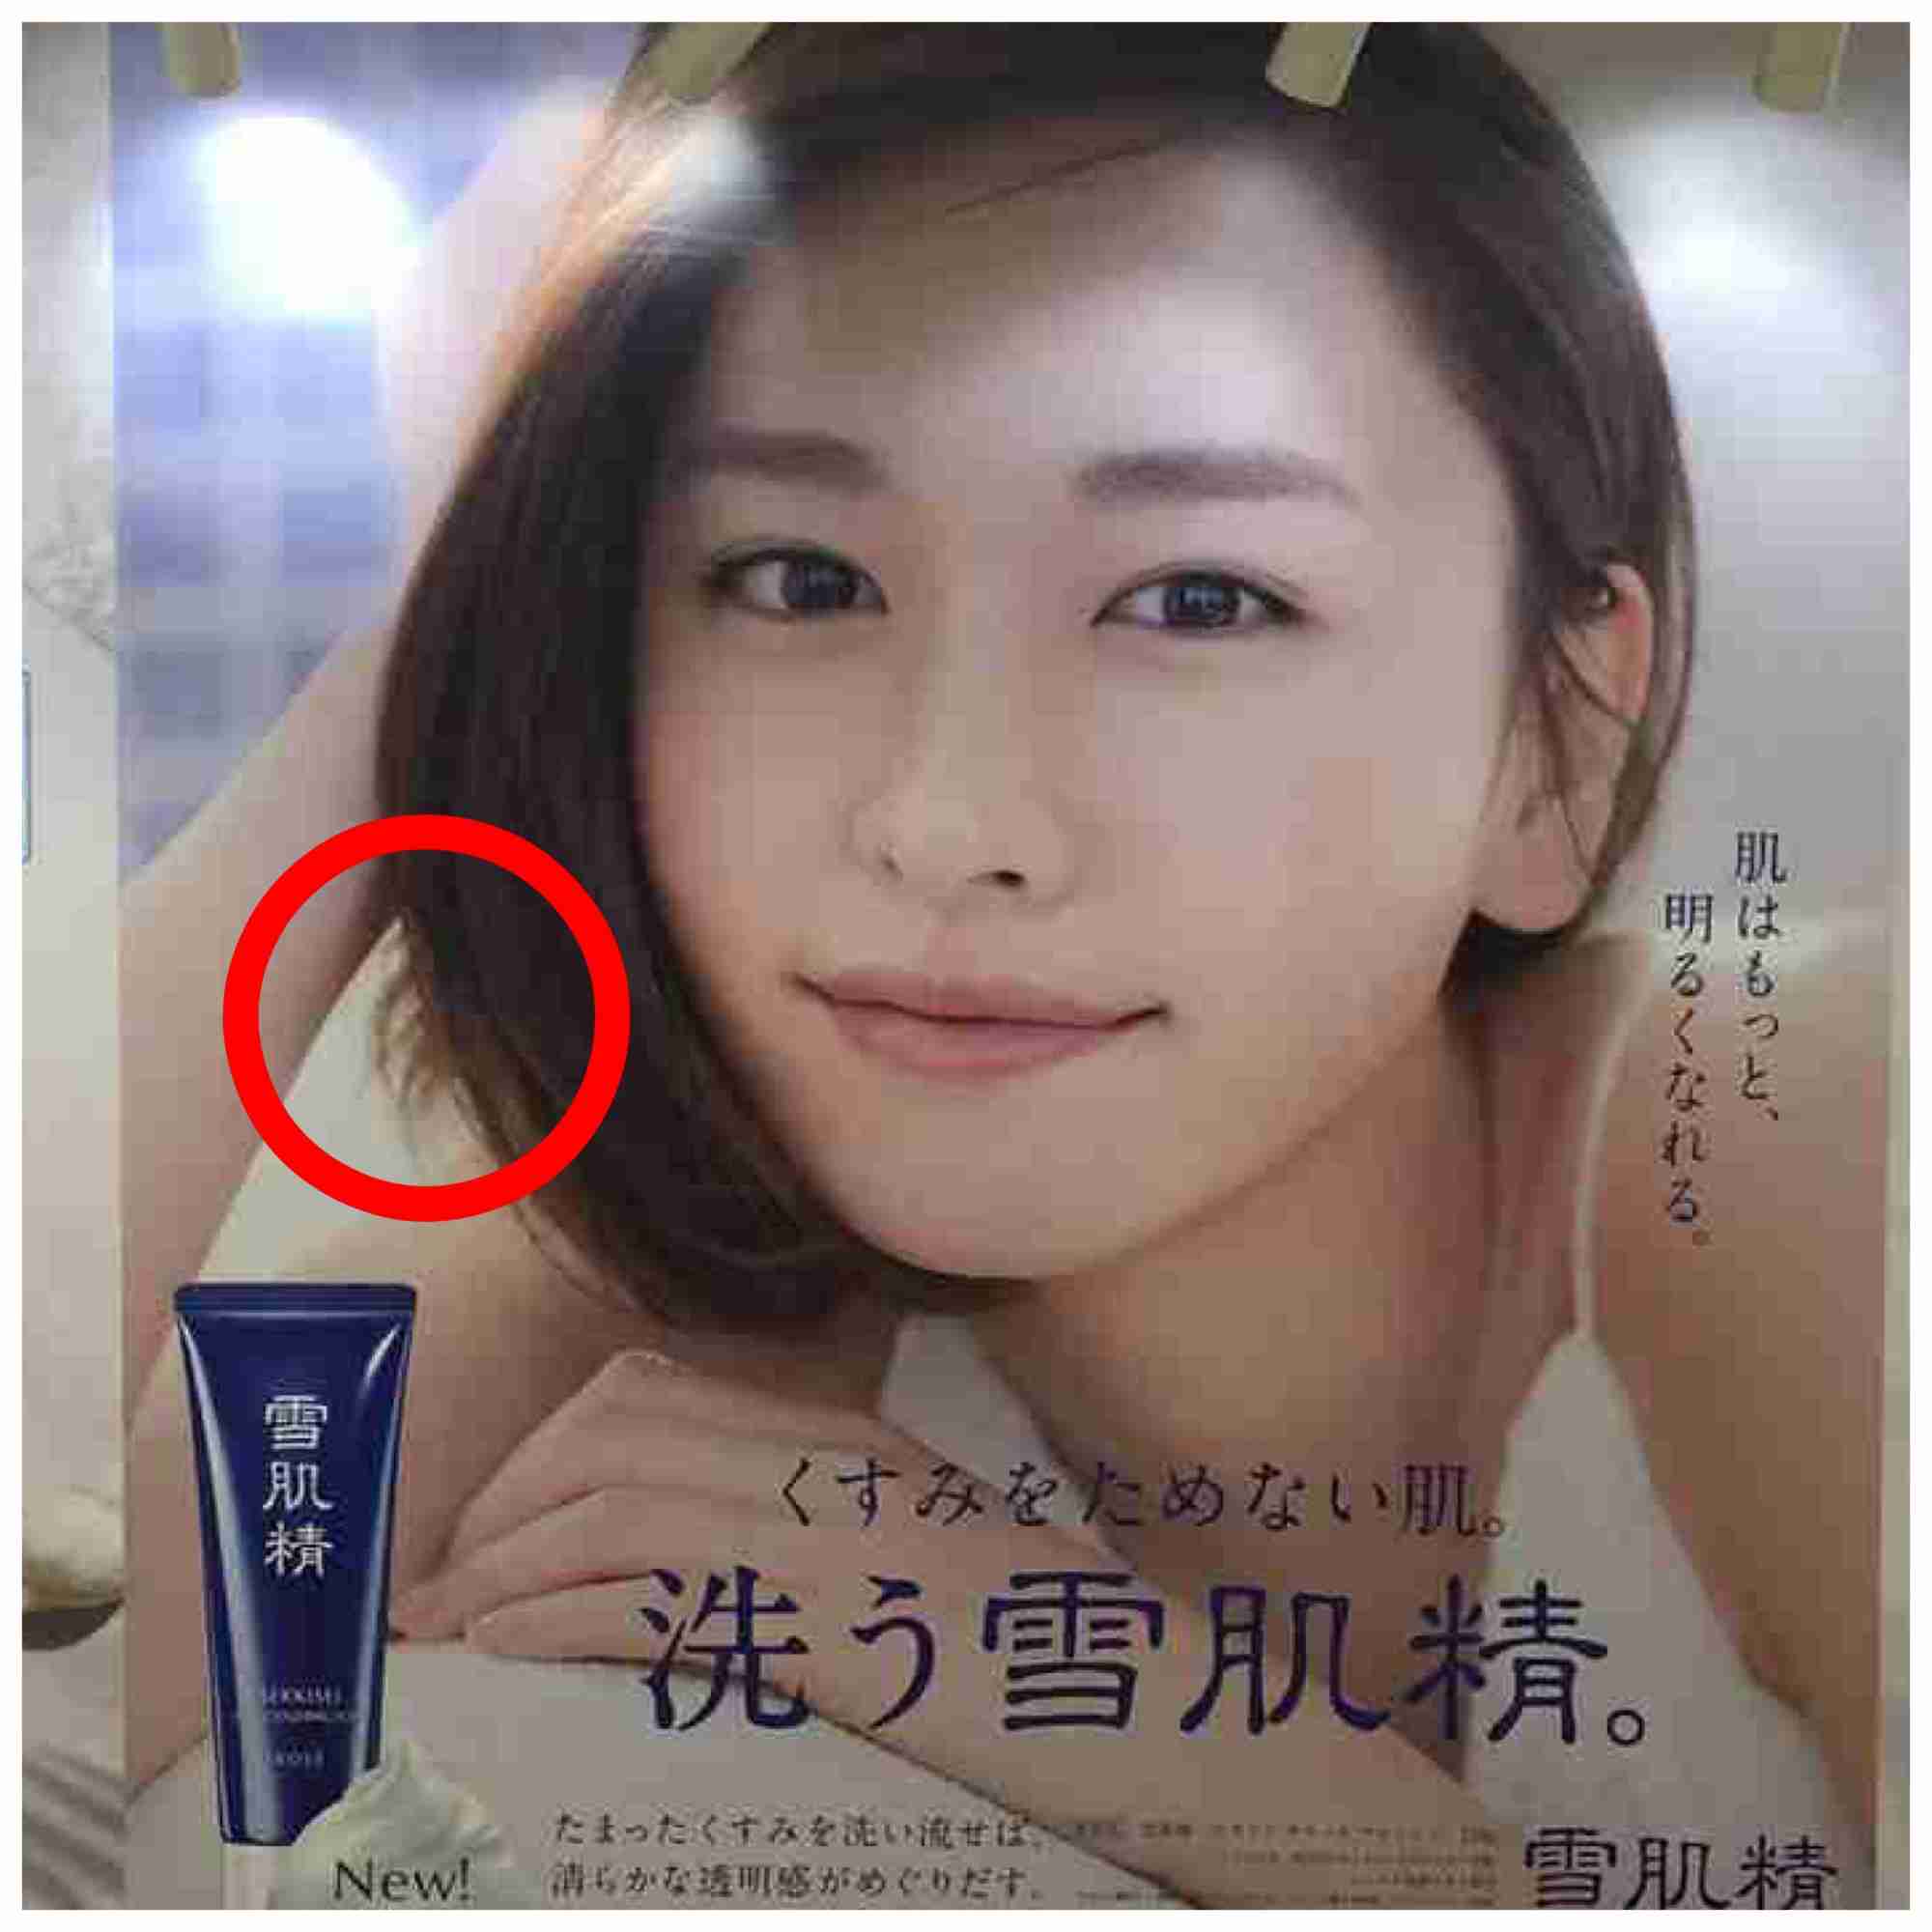 肌はもっと、
明るくなれる。
雪肌精
くすみをためない肌。
洗う雪肌精。
New!
たまったくすみを洗い流せば、
清らかな透明感がめぐりだす。
雪肌精